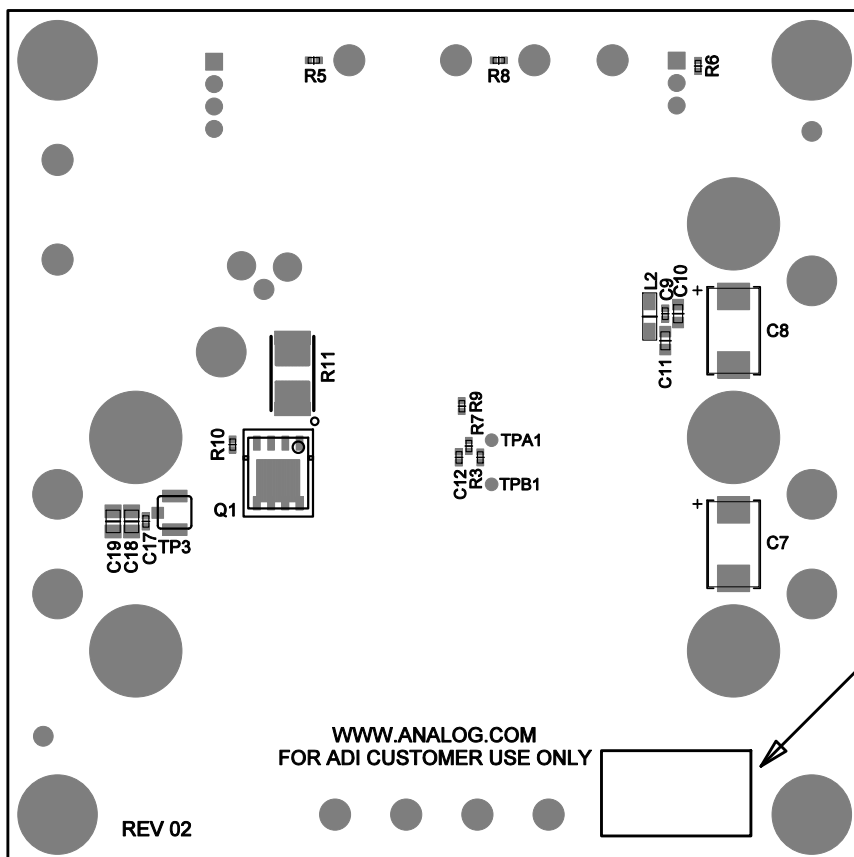 R5
R8
R6
L2
C9
C10
+
C8
C11
R11
R9
R7
TPA1
R10
C12
R3
TPB1
Q1
+
C7
C19
C18
C17
TP3
WWW.ANALOG.COM
FOR ADI CUSTOMER USE ONLY
REV 02